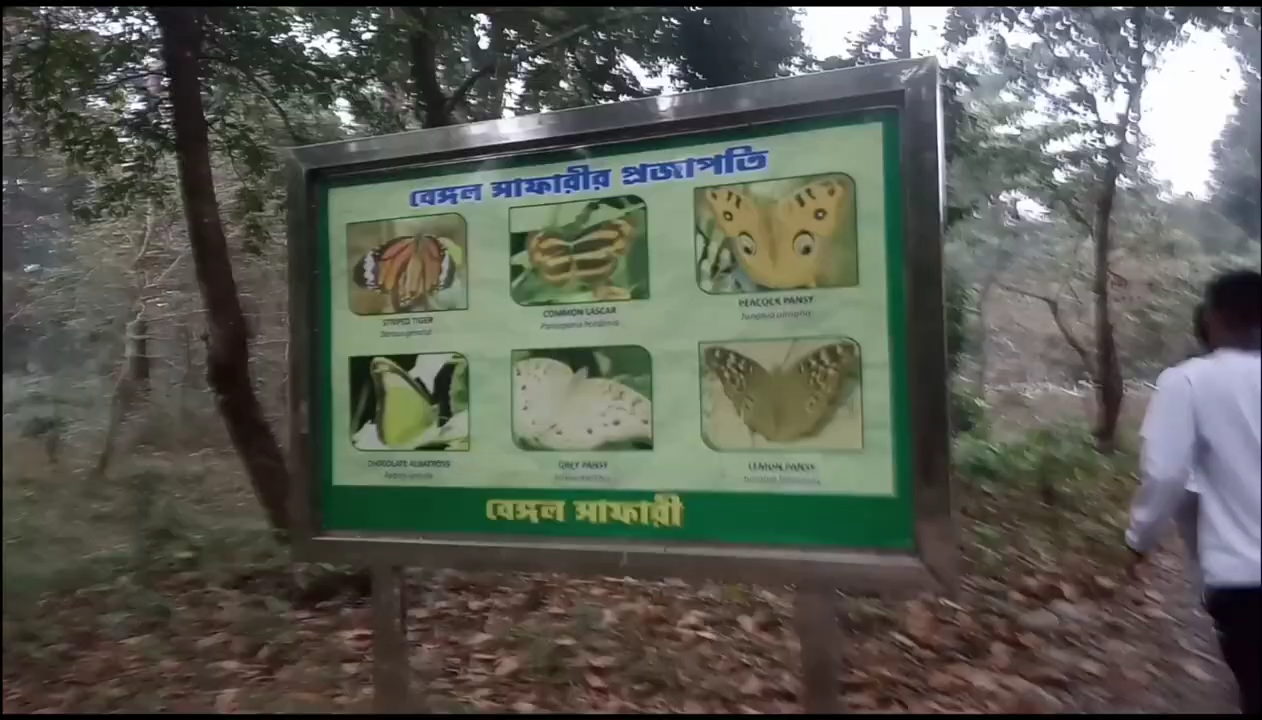 বেঙ্গল সাফারীর প্রজাপতি
STRIPED TIGER
COMMON LASCAR
PEACOCK PANSY
CHOCOLATE ALBATROSS
GREY PANSY
LEMON PANSY
বেঙ্গল সাফারী